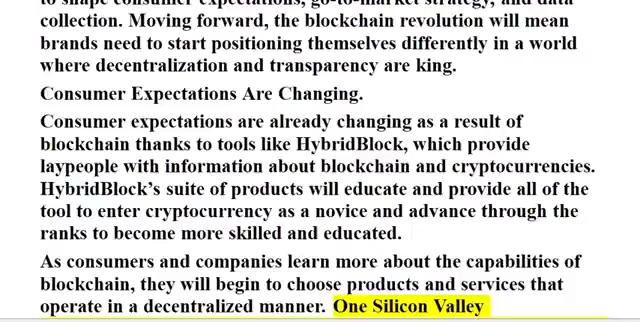 to shape consumer expectations, go-to-market strategy, and data
collection. Moving forward, the blockchain revolution will mean
brands need to start positioning themselves differently in a world
where decentralization and transparency are king.
Consumer Expectations Are Changing.
Consumer expectations are already changing as a result of
blockchain thanks to tools like HybridBlock, which provide
laypeople with information about blockchain and cryptocurrencies.
HybridBlock’s suite of products will educate and provide all of the
tool to enter cryptocurrency as a novice and advance through the
ranks to become more skilled and educated.
As consumers and companies learn more about the capabilities of
blockchain, they will begin to choose products and services that
operate in a decentralized manner. One Silicon Valley